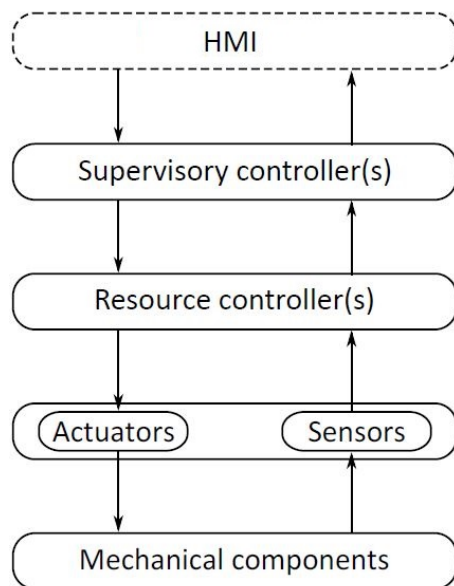 HMI
Supervisory controller(s)
Resource controller(s)
Actuators Sensors
Mechanical components